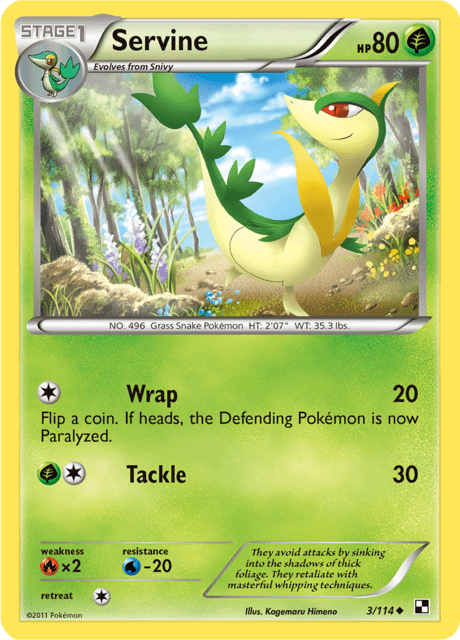 STAGE1
Servine
HP80
Evolves from Snivy
NO. 496 Grass Snake Pokémon HT: 2'07" WT: 35.3 lbs.
Wrap 20
Flip a coin. If heads, the Defending Pokémon is now
Paralyzed.
Tackle 30
weakness
×2
resistance
-20
retreat
They avoid attacks by sinking
into the shadows of thick
foliage. They retaliate with
masterful whipping techniques.
©2011 Pokémon
Illus. Kagemaru Himeno
3/114